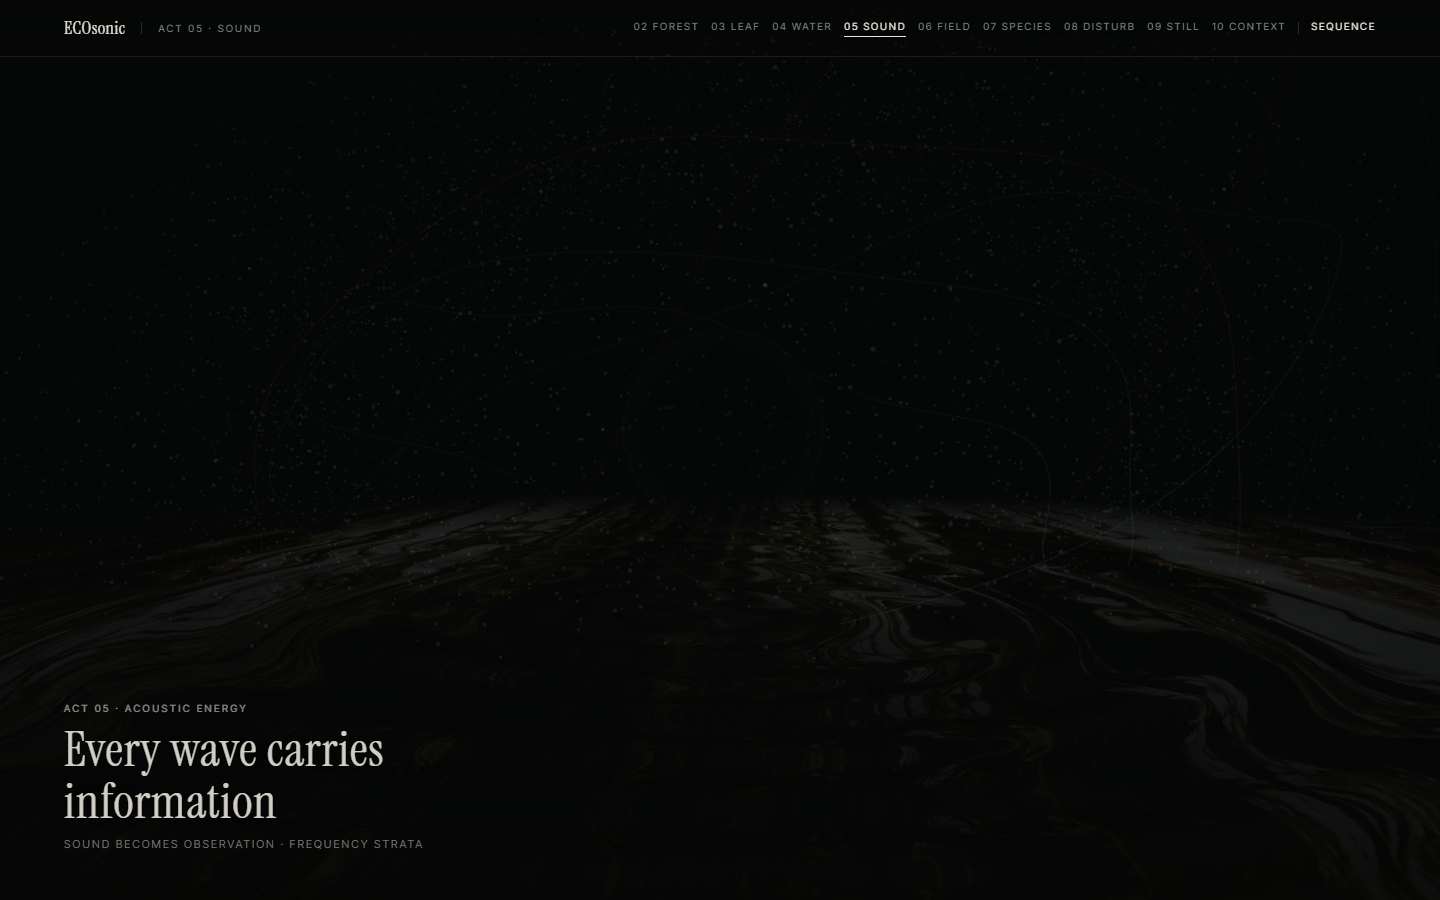 ECOsonic
ACT 05 · SOUND
02 FOREST 03 LEAF 04 WATER 05 SOUND 06 FIELD 07 SPECIES 08 DISTURB 09 STILL 10 CONTEXT SEQUENCE
ACT 05 · ACOUSTIC ENERGY
Every wave carries
information
SOUND BECOMES OBSERVATION · FREQUENCY STRATA